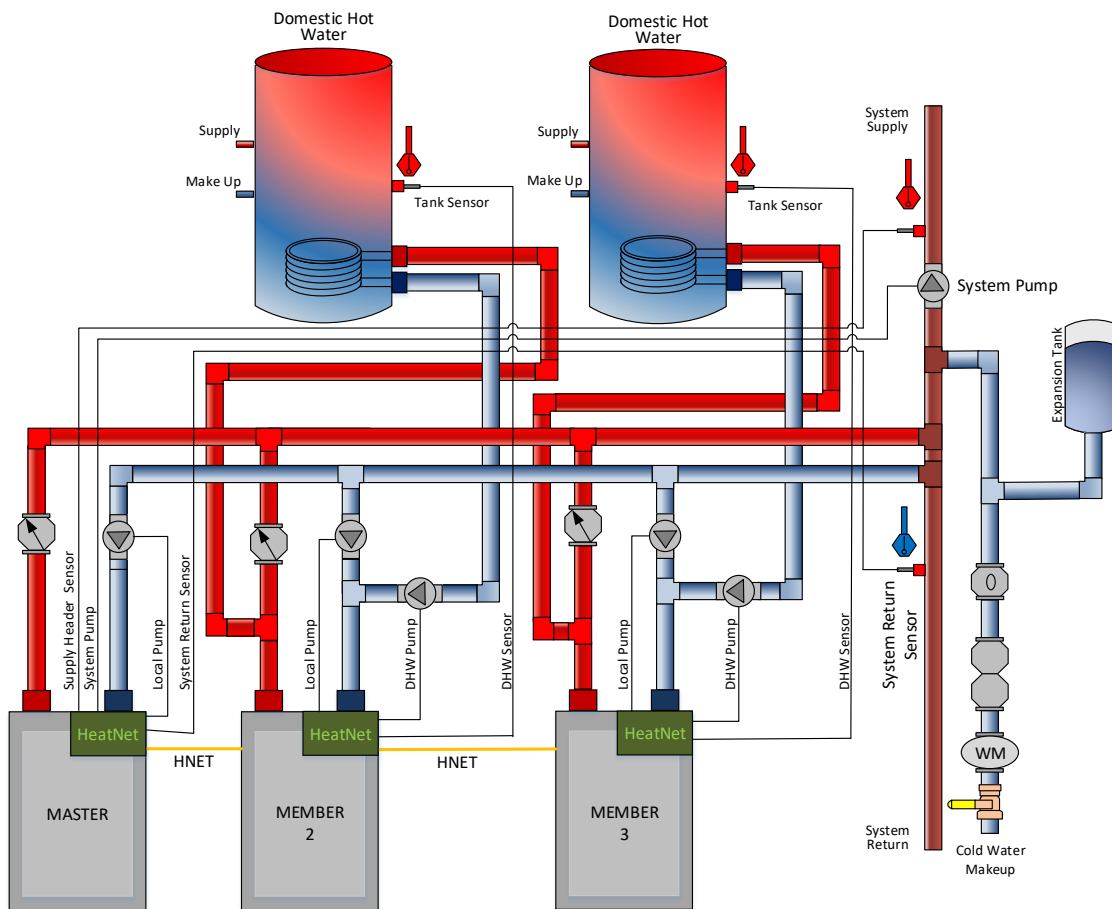 Domestic Hot
Water
Domestic Hot
Water
Supply
Make Up
Tank Sensor
Supply
Make Up
Tank Sensor
System
Supply
System Pump
Expansion Tank
Supply Header Sensor
System Pump
Local Pump
System Return Sensor
Local Pump
DHW Pump
DHW Sensor
Local Pump
DHW Pump
DHW Sensor
System Return
Sensor
HeatNet
HeatNet
HeatNet
HNET
HNET
MASTER
MEMBER
2
MEMBER
3
WM
System
Return
Cold Water
Makeup